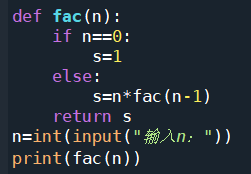 def fac(n):
    if n==0:
        s=1
    else:
        s=n*fac(n-1)
    return s
n=int(input("输入n: "))
print(fac(n))